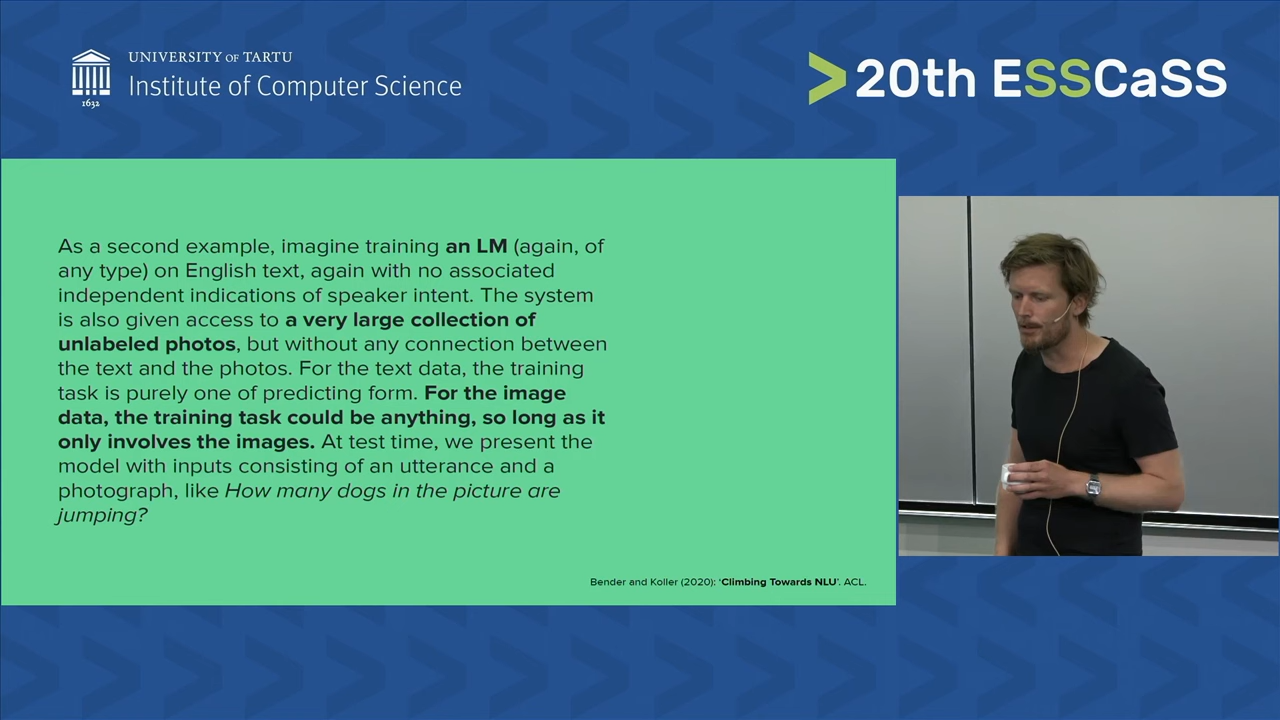 UNIVERSITY OF TARTU
Institute of Computer Science
1632
>20th ESSCaSS
As a second example, imagine training an LM (again, of
any type) on English text, again with no associated
independent indications of speaker intent. The system
is also given access to a very large collection of
unlabeled photos, but without any connection between
the text and the photos. For the text data, the training
task is purely one of predicting form. For the image
data, the training task could be anything, so long as it
only involves the images. At test time, we present the
model with inputs consisting of an utterance and a
photograph, like How many dogs in the picture are
jumping?
Bender and Koller (2020): ‘Climbing Towards NLU’. ACL.